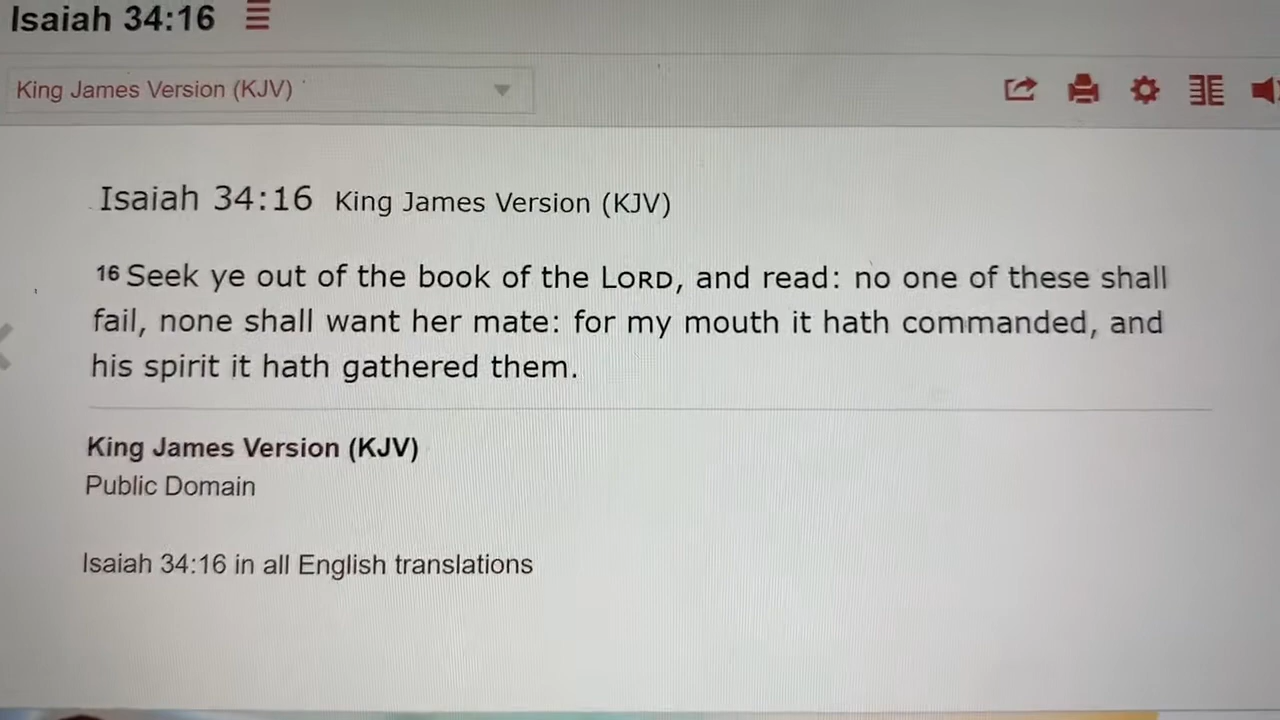 Isaiah 34:16
King James Version (KJV)
Isaiah 34:16 King James Version (KJV)
16 Seek ye out of the book of the LORD, and read: no one of these shall
fail, none shall want her mate: for my mouth it hath commanded, and
his spirit it hath gathered them.
King James Version (KJV)
Public Domain
Isaiah 34:16 in all English translations